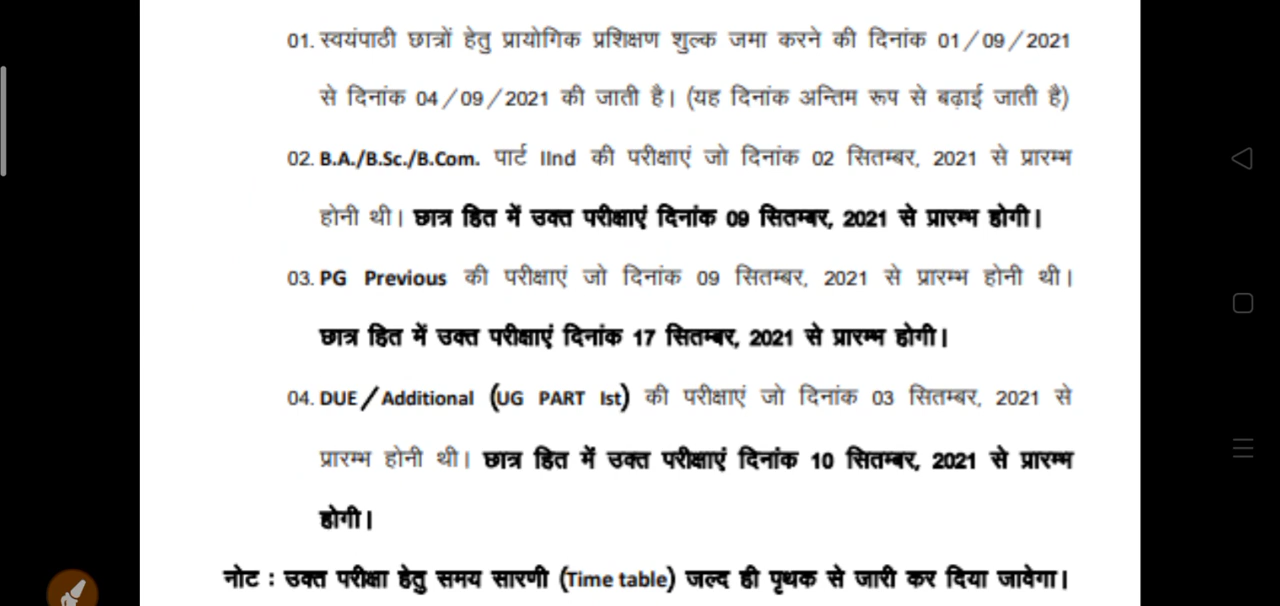 01. स्वयंपाठी छात्रों हेतु प्रायोगिक प्रशिक्षण शुल्क जमा करने की दिनांक 01/09/2021
से दिनांक 04/09/2021 की जाती है। (यह दिनांक अन्तिम रूप से बढ़ाई जाती है)
02. B.A./B.Sc./B.Com. पार्ट IInd की परीक्षाएं जो दिनांक 02 सितम्बर, 2021 से प्रारम्भ
होनी थी। छात्र हित में उक्त परीक्षाएं दिनांक 09 सितम्बर, 2021 से प्रारम्भ होगी।
03. PG Previous की परीक्षाएं जो दिनांक 09 सितम्बर, 2021 से प्रारम्भ होनी थी।
छात्र हित में उक्त परीक्षाएं दिनांक 17 सितम्बर, 2021 से प्रारम्भ होगी।
04. DUE/Additional (UG PART Ist) की परीक्षाएं जो दिनांक 03 सितम्बर, 2021 से
प्रारम्भ होनी थी। छात्र हित में उक्त परीक्षाएं दिनांक 10 सितम्बर, 2021 से प्रारम्भ
होगी।
नोट : उक्त परीक्षा हेतु समय सारणी (Time table) जल्द ही पृथक से जारी कर दिया जावेगा।